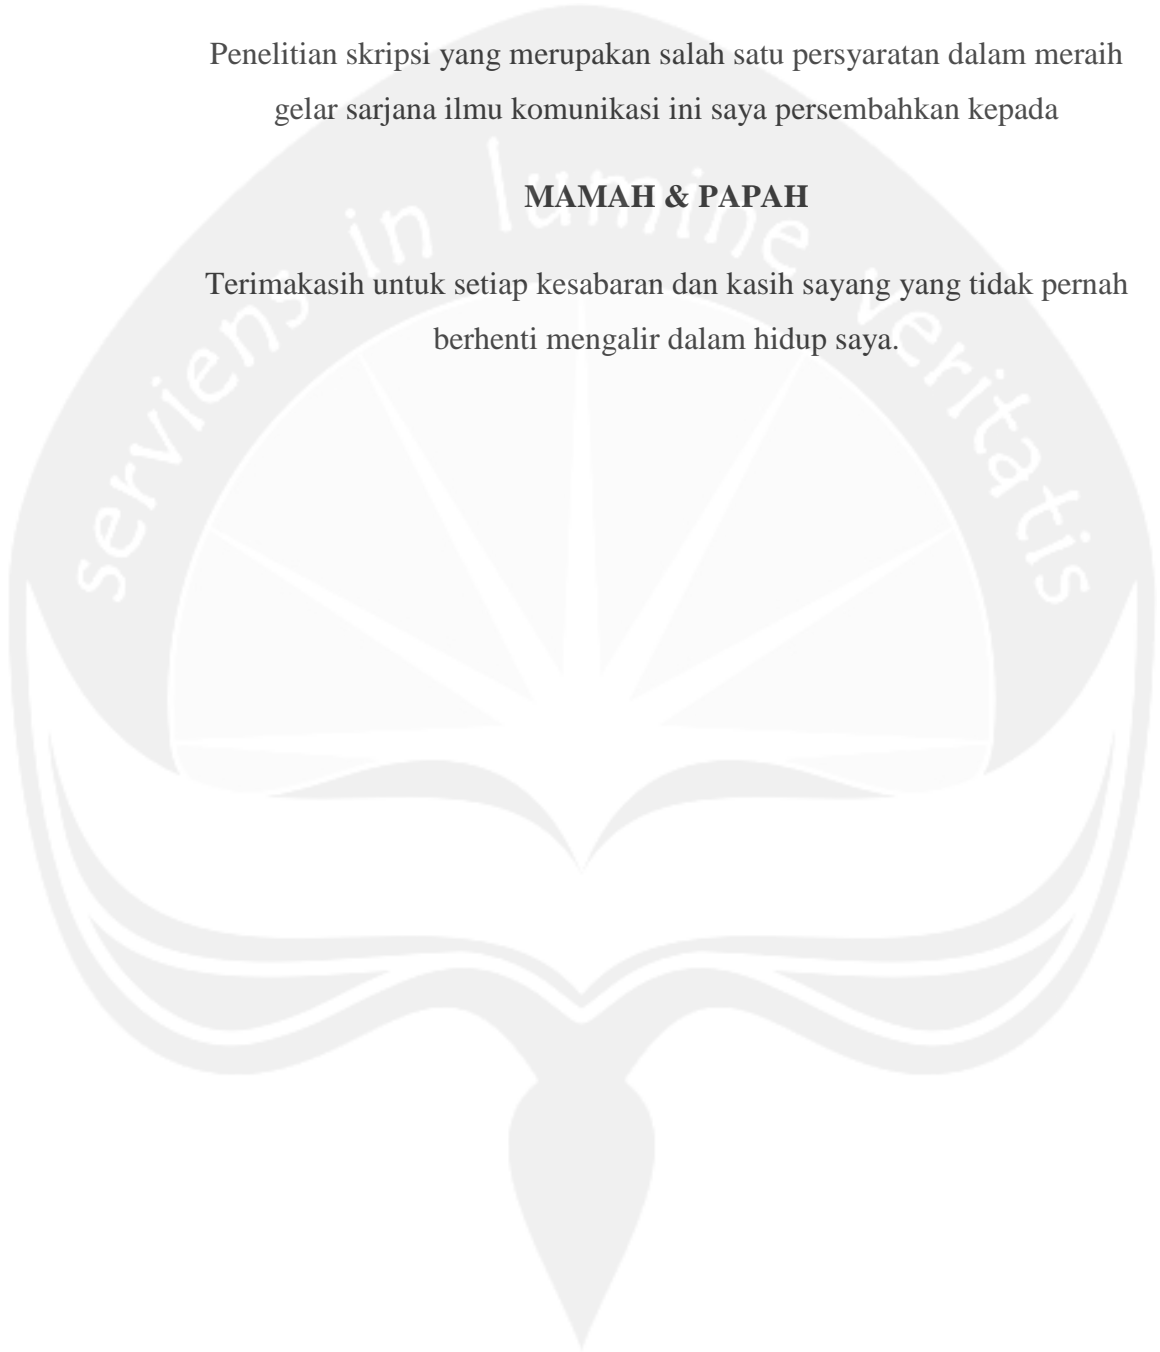 Penelitian skripsi yang merupakan salah satu persyaratan dalam meraih
gelar sarjana ilmu komunikasi ini saya persembahkan kepada
MAMAH & PAPAH
Terimakasih untuk setiap kesabaran dan kasih sayang yang tidak pernah
berhenti mengalir dalam hidup saya.
serviens in lumine veritatis